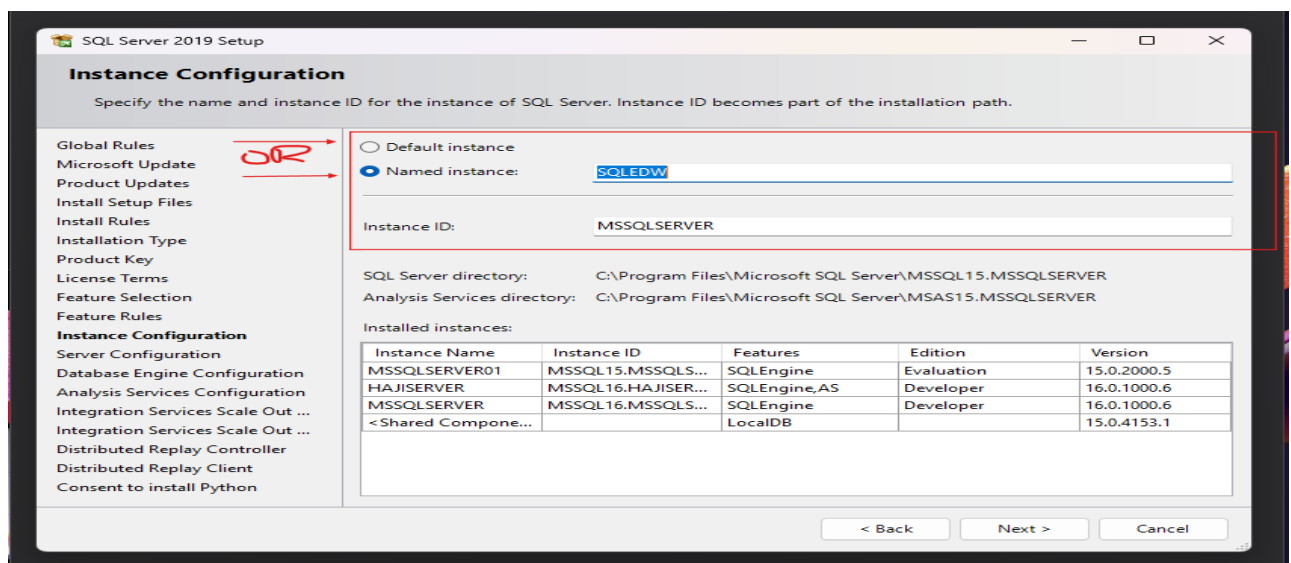 SQL Server 2019 Setup
Instance Configuration
Specify the name and instance ID for the instance of SQL Server. Instance ID becomes part of the installation path.
Global Rules
Microsoft Update
Product Updates
Install Setup Files
Install Rules
Installation Type
Product Key
License Terms
Feature Selection
Feature Rules
Instance Configuration
Server Configuration
Database Engine Configuration
Analysis Services Configuration
Integration Services Scale Out ...
Integration Services Scale Out ...
Distributed Replay Controller
Distributed Replay Client
Consent to install Python
OR
Default instance
Named instance: SQLEDW
Instance ID: MSSQLSERVER
SQL Server directory: C:\Program Files\Microsoft SQL Server\MSSQL15.MSSQLSERVER
Analysis Services directory: C:\Program Files\Microsoft SQL Server\MSAS15.MSSQLSERVER
Installed instances:
Instance Name Instance ID Features Edition Version
MSSQLSERVER01 MSSQL15.MSSQLS... SQLEngine Evaluation 15.0.2000.5
HAJISERVER MSSQL16.HAJISER... SQLEngine,AS Developer 16.0.1000.6
MSSQLSERVER MSSQL16.MSSQLS... SQLEngine Developer 16.0.1000.6
<Shared Compone... LocalDB 15.0.4153.1
< Back Next > Cancel